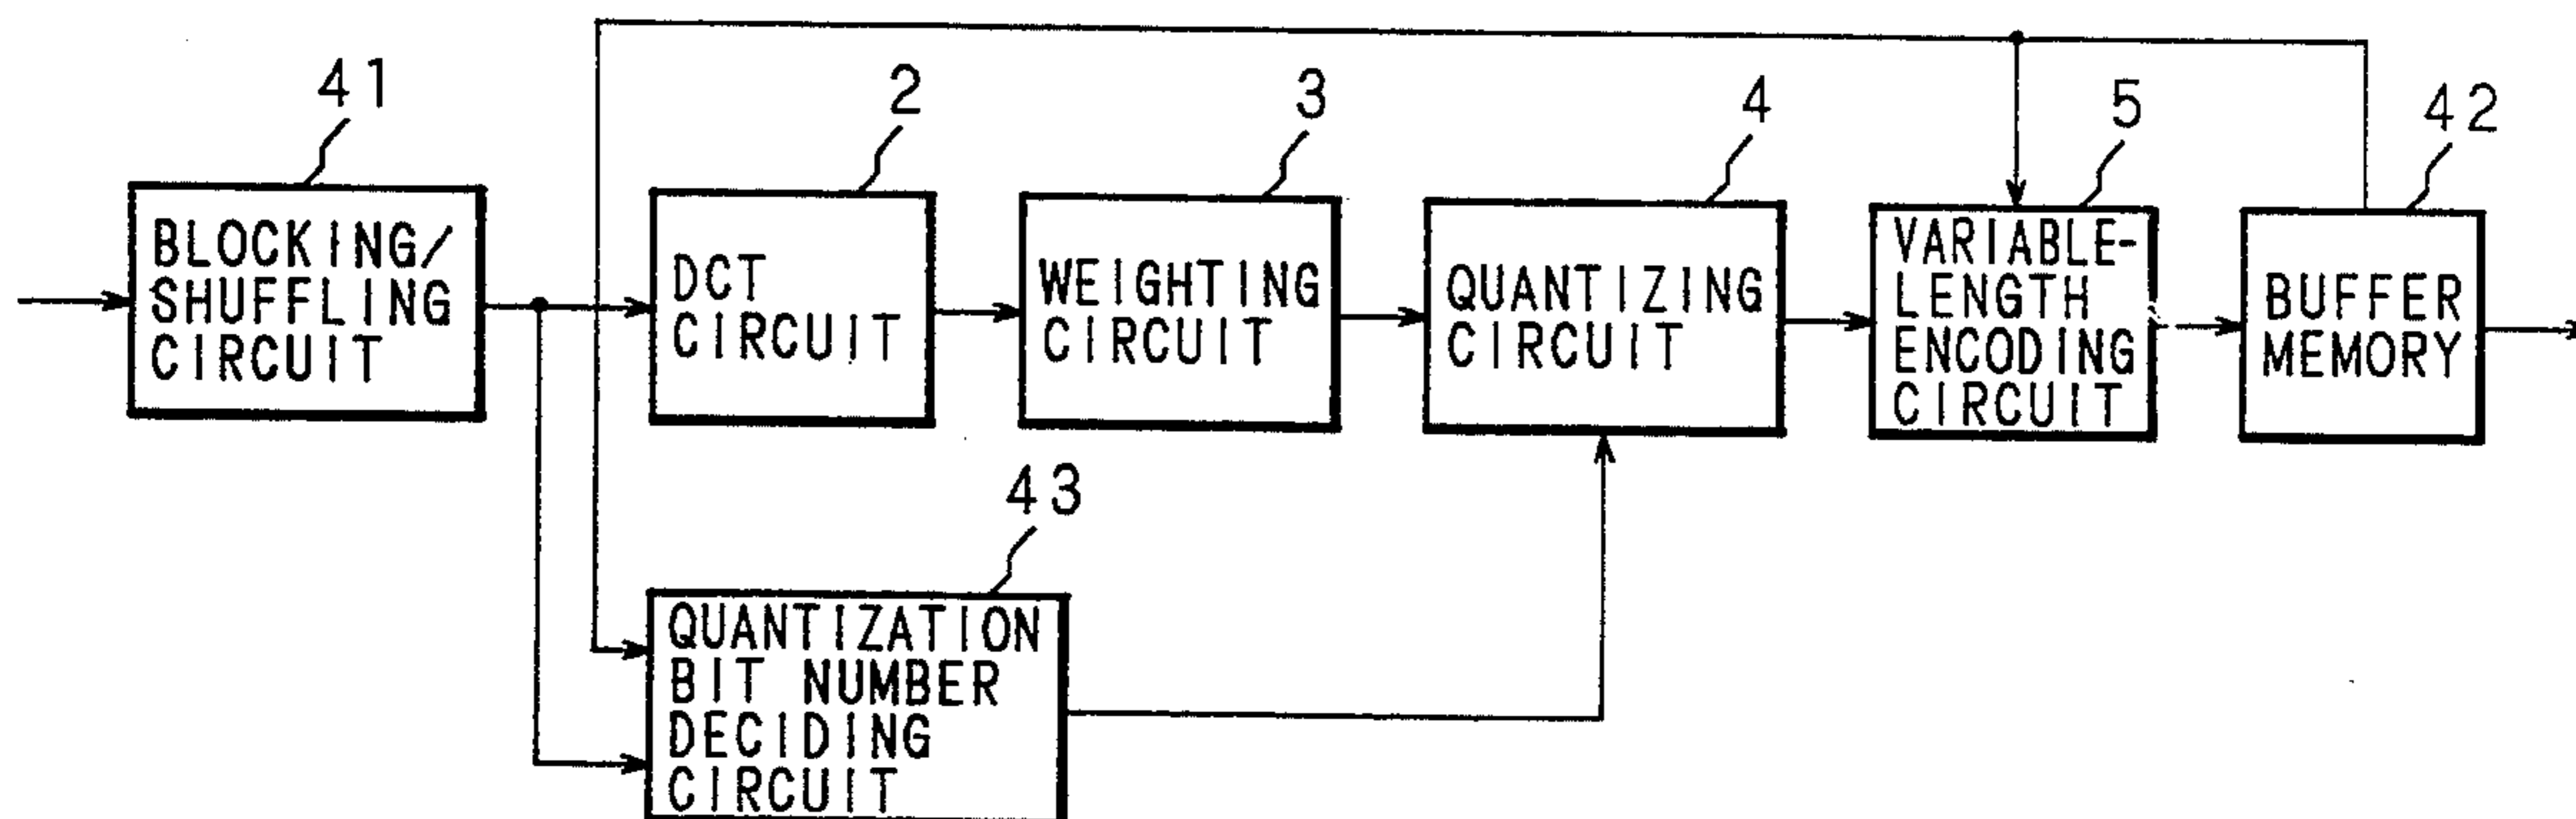 41
2
3
4
5
42
BLOCKING/
SHUFFLING
CIRCUIT
DCT
CIRCUIT
WEIGHTING
CIRCUIT
QUANTIZING
CIRCUIT
VARIABLE-
LENGTH
ENCODING
CIRCUIT
BUFFER
MEMORY
43
QUANTIZATION
BIT NUMBER
DECIDING
CIRCUIT